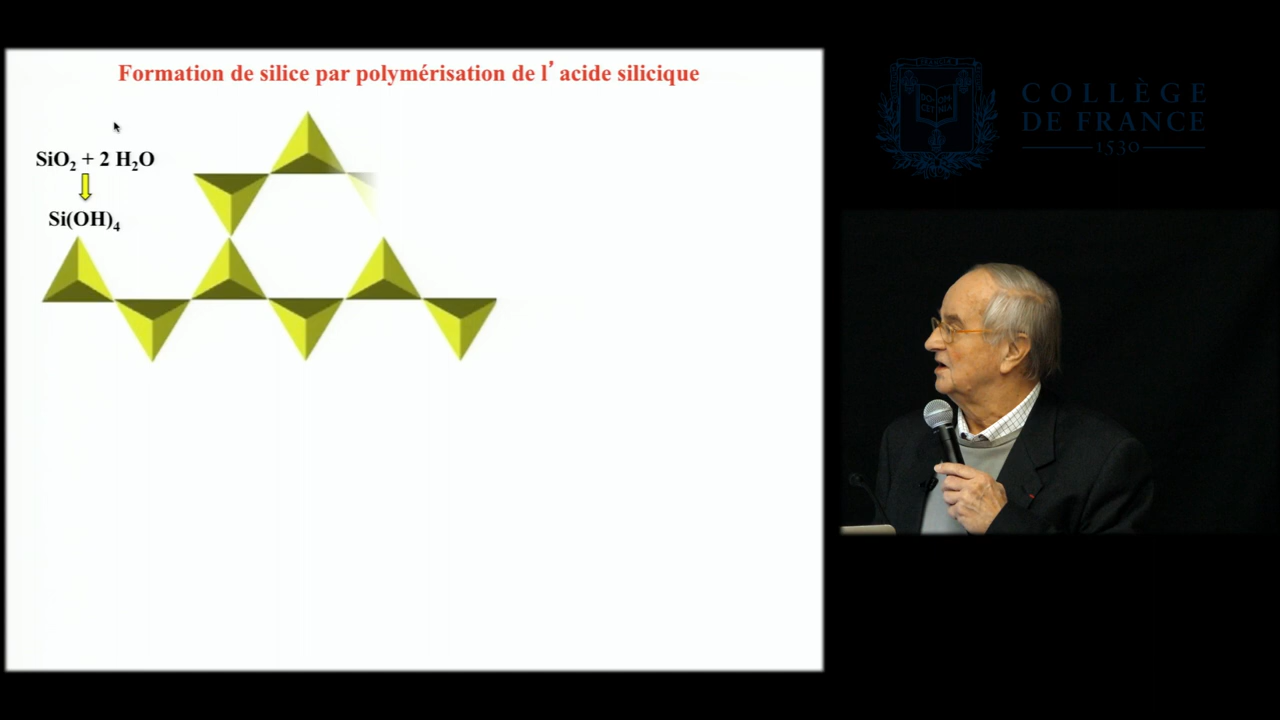 Formation de silice par polymérisation de l’acide silicique
SiO₂ + 2 H₂O
Si(OH)₄
COLLÈGE
DE FRANCE
1530